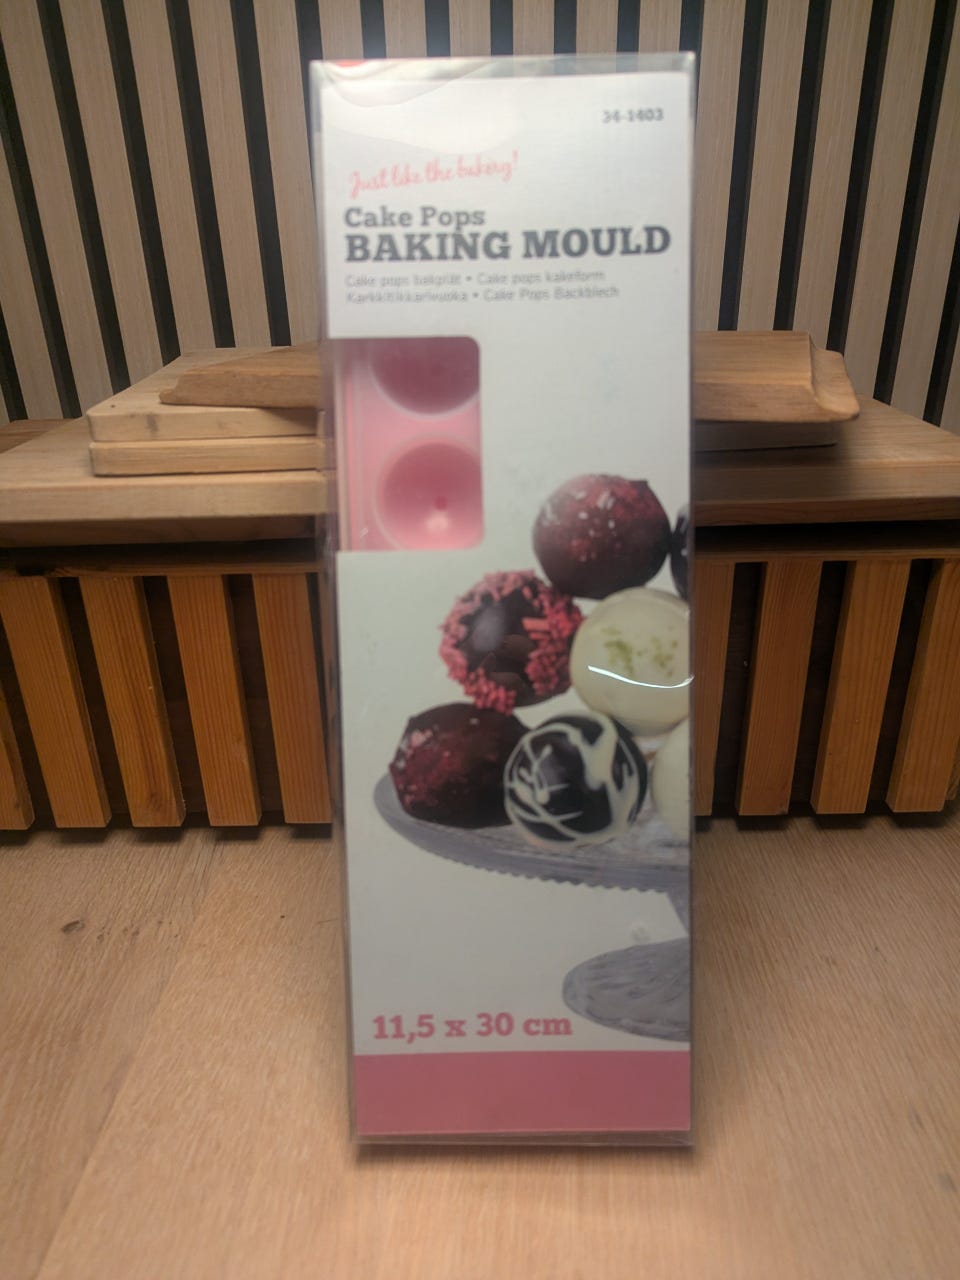 34-1403
Just like the bakery!
Cake Pops
BAKING MOULD
Cake pops bakplåt • Cake pops kakeform
Karkkitikkarivuoka • Cake Pops Backblech
11,5 x 30 cm